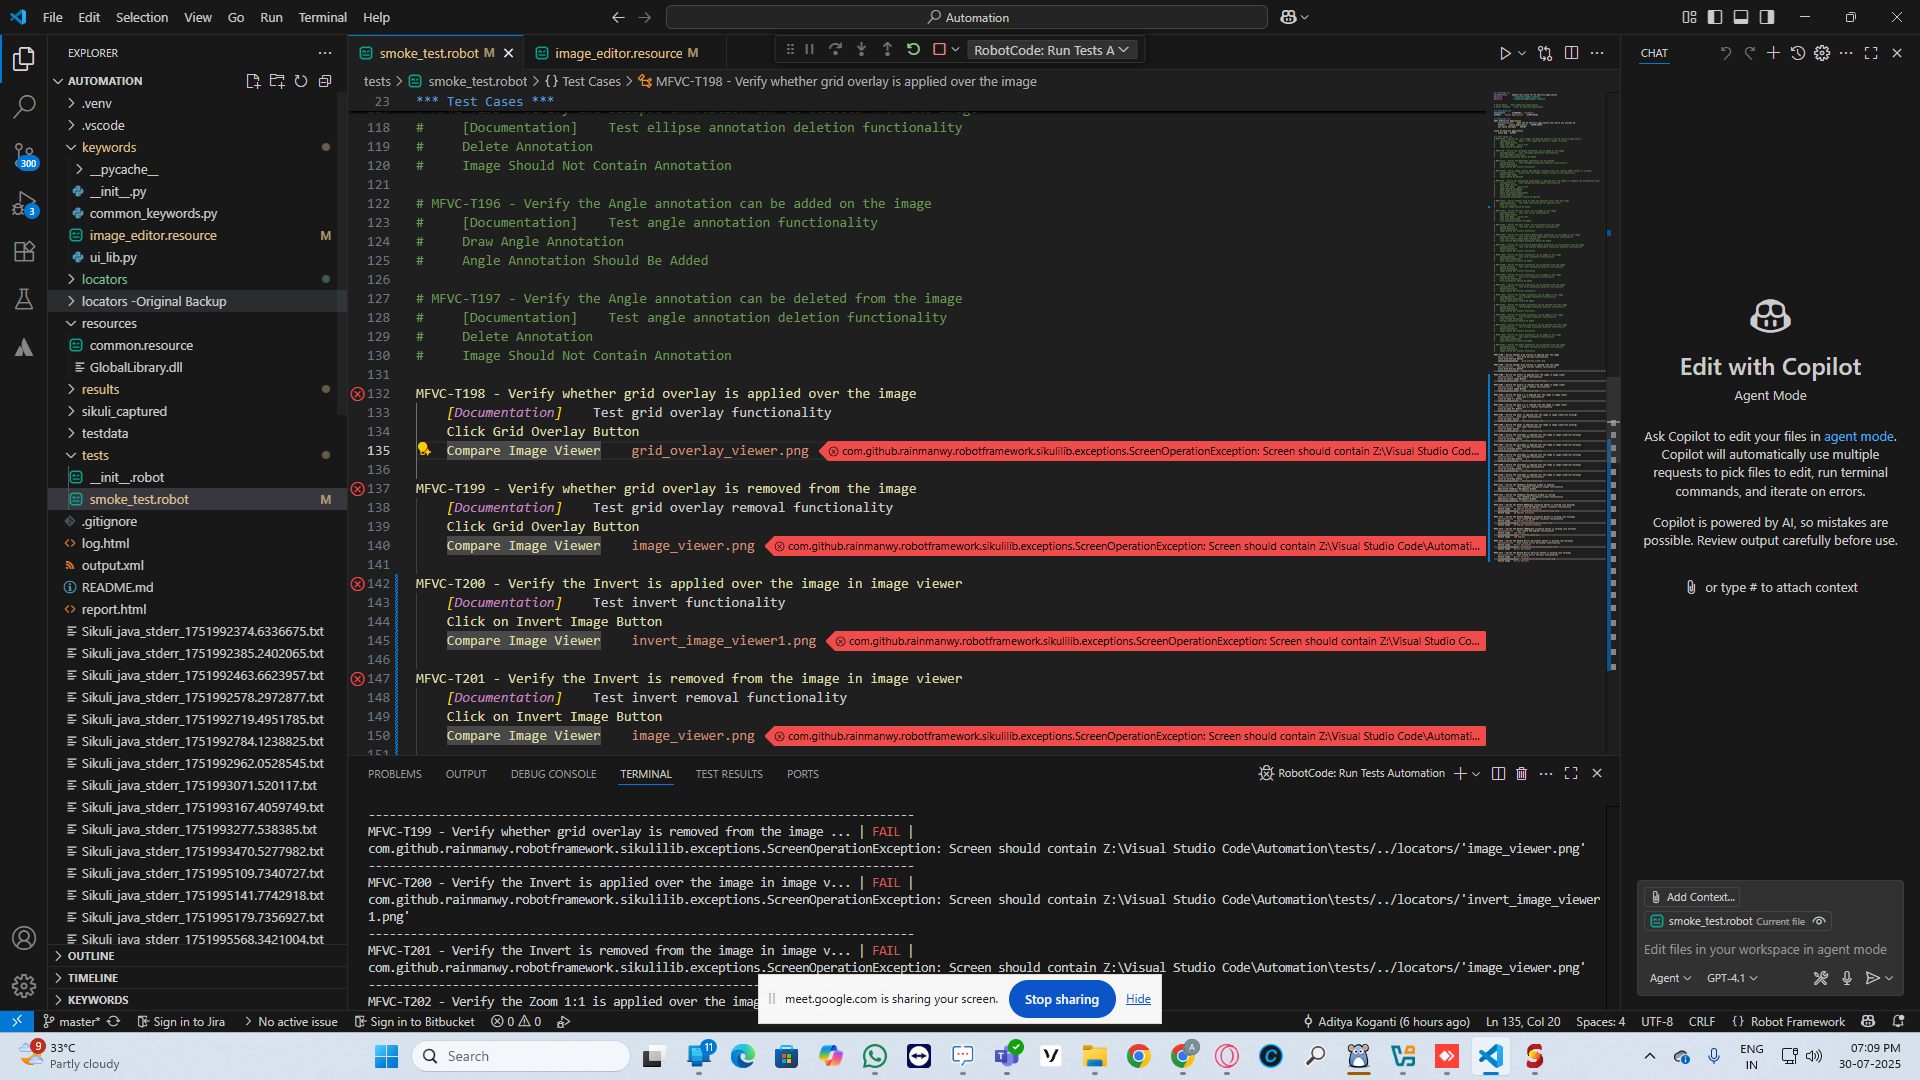 File Edit Selection View Go Run Terminal Help
Automation
EXPLORER
AUTOMATION
.venv
.vscode
keywords
__pycache__
__init__.py
common_keywords.py
image_editor.resource M
ui_lib.py
locators
locators -Original Backup
resources
common.resource
GlobalLibrary.dll
results
sikuli_captured
testdata
tests
__init__.robot
smoke_test.robot M
.gitignore
log.html
output.xml
README.md
report.html
Sikuli_java_stderr_1751992374.6336675.txt
Sikuli_java_stderr_1751992385.2402065.txt
Sikuli_java_stderr_1751992463.6623957.txt
Sikuli_java_stderr_1751992578.2972877.txt
Sikuli_java_stderr_1751992719.4951785.txt
Sikuli_java_stderr_1751992784.1238825.txt
Sikuli_java_stderr_1751992962.0528545.txt
Sikuli_java_stderr_1751993071.520117.txt
Sikuli_java_stderr_1751993167.4059749.txt
Sikuli_java_stderr_1751993277.538385.txt
Sikuli_java_stderr_1751993470.5277982.txt
Sikuli_java_stderr_1751995109.7340727.txt
Sikuli_java_stderr_1751995141.7742918.txt
Sikuli_java_stderr_1751995179.7356927.txt
Sikuli_java_stderr_1751995568.3421004.txt
OUTLINE
TIMELINE
KEYWORDS
300
3
smoke_test.robot M
image_editor.resource M
RobotCode: Run Tests A
tests > smoke_test.robot > {} Test Cases > MFVC-T198 - Verify whether grid overlay is applied over the image
23 *** Test Cases ***
118 # [Documentation] Test ellipse annotation deletion functionality
119 # Delete Annotation
120 # Image Should Not Contain Annotation
121
122 # MFVC-T196 - Verify the Angle annotation can be added on the image
123 # [Documentation] Test angle annotation functionality
124 # Draw Angle Annotation
125 # Angle Annotation Should Be Added
126
127 # MFVC-T197 - Verify the Angle annotation can be deleted from the image
128 # [Documentation] Test angle annotation deletion functionality
129 # Delete Annotation
130 # Image Should Not Contain Annotation
131
132 MFVC-T198 - Verify whether grid overlay is applied over the image
133 [Documentation] Test grid overlay functionality
134 Click Grid Overlay Button
135 Compare Image Viewer grid_overlay_viewer.png com.github.rainmanwy.robotframework.sikulilib.exceptions.ScreenOperationException: Screen should contain Z:\Visual Studio Cod...
136
137 MFVC-T199 - Verify whether grid overlay is removed from the image
138 [Documentation] Test grid overlay removal functionality
139 Click Grid Overlay Button
140 Compare Image Viewer image_viewer.png com.github.rainmanwy.robotframework.sikulilib.exceptions.ScreenOperationException: Screen should contain Z:\Visual Studio Code\Automati...
141
142 MFVC-T200 - Verify the Invert is applied over the image in image viewer
143 [Documentation] Test invert functionality
144 Click on Invert Image Button
145 Compare Image Viewer invert_image_viewer1.png com.github.rainmanwy.robotframework.sikulilib.exceptions.ScreenOperationException: Screen should contain Z:\Visual Studio Co...
146
147 MFVC-T201 - Verify the Invert is removed from the image in image viewer
148 [Documentation] Test invert removal functionality
149 Click on Invert Image Button
150 Compare Image Viewer image_viewer.png com.github.rainmanwy.robotframework.sikulilib.exceptions.ScreenOperationException: Screen should contain Z:\Visual Studio Code\Automati...
151
PROBLEMS OUTPUT DEBUG CONSOLE TERMINAL TEST RESULTS PORTS
RobotCode: Run Tests Automation
------------------------------------------------------------------------------
MFVC-T199 - Verify whether grid overlay is removed from the image ... | FAIL |
com.github.rainmanwy.robotframework.sikulilib.exceptions.ScreenOperationException: Screen should contain Z:\Visual Studio Code\Automation\tests/../locators/'image_viewer.png'
------------------------------------------------------------------------------
MFVC-T200 - Verify the Invert is applied over the image in image v... | FAIL |
com.github.rainmanwy.robotframework.sikulilib.exceptions.ScreenOperationException: Screen should contain Z:\Visual Studio Code\Automation\tests/../locators/'invert_image_viewer
1.png'
------------------------------------------------------------------------------
MFVC-T201 - Verify the Invert is removed from the image in image v... | FAIL |
com.github.rainmanwy.robotframework.sikulilib.exceptions.ScreenOperationException: Screen should contain Z:\Visual Studio Code\Automation\tests/../locators/'image_viewer.png'
MFVC-T202 - Verify the Zoom 1:1 is applied over the imag
meet.google.com is sharing your screen. Stop sharing Hide
CHAT
Edit with Copilot
Agent Mode
Ask Copilot to edit your files in agent mode.
Copilot will automatically use multiple
requests to pick files to edit, run terminal
commands, and iterate on errors.
Copilot is powered by AI, so mistakes are
possible. Review output carefully before use.
or type # to attach context
Add Context...
smoke_test.robot Current file
Edit files in your workspace in agent mode
Agent GPT-4.1
master* Sign in to Jira No active issue Sign in to Bitbucket 0 0
Aditya Koganti (6 hours ago) Ln 135, Col 20 Spaces: 4 UTF-8 CRLF {} Robot Framework
9
33°C
Partly cloudy
Search
11
A
ENG
IN
07:09 PM
30-07-2025